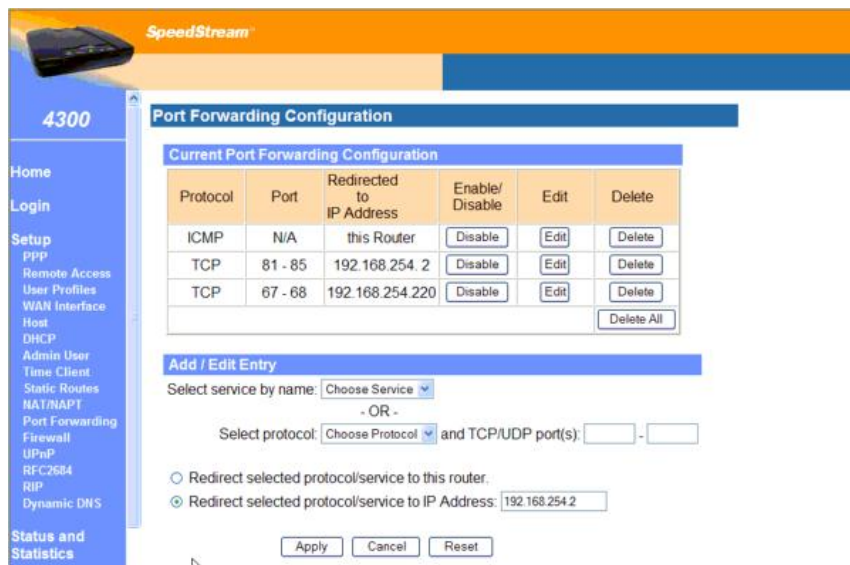 SpeedStream™
4300
Home
Login
Setup
PPP
Remote Access
User Profiles
WAN Interface
Host
DHCP
Admin User
Time Client
Static Routes
NAT/NAPT
Port Forwarding
Firewall
UPnP
RFC2684
RIP
Dynamic DNS
Status and
Statistics
Port Forwarding Configuration
Current Port Forwarding Configuration
Protocol Port Redirected to IP Address Enable/ Disable Edit Delete
ICMP N/A this Router Disable Edit Delete
TCP 81 - 85 192.168.254. 2 Disable Edit Delete
TCP 67 - 68 192.168.254.220 Disable Edit Delete
Delete All
Add / Edit Entry
Select service by name: Choose Service
- OR -
Select protocol: Choose Protocol and TCP/UDP port(s): -
Redirect selected protocol/service to this router.
Redirect selected protocol/service to IP Address: 192.168.254.2
Apply Cancel Reset